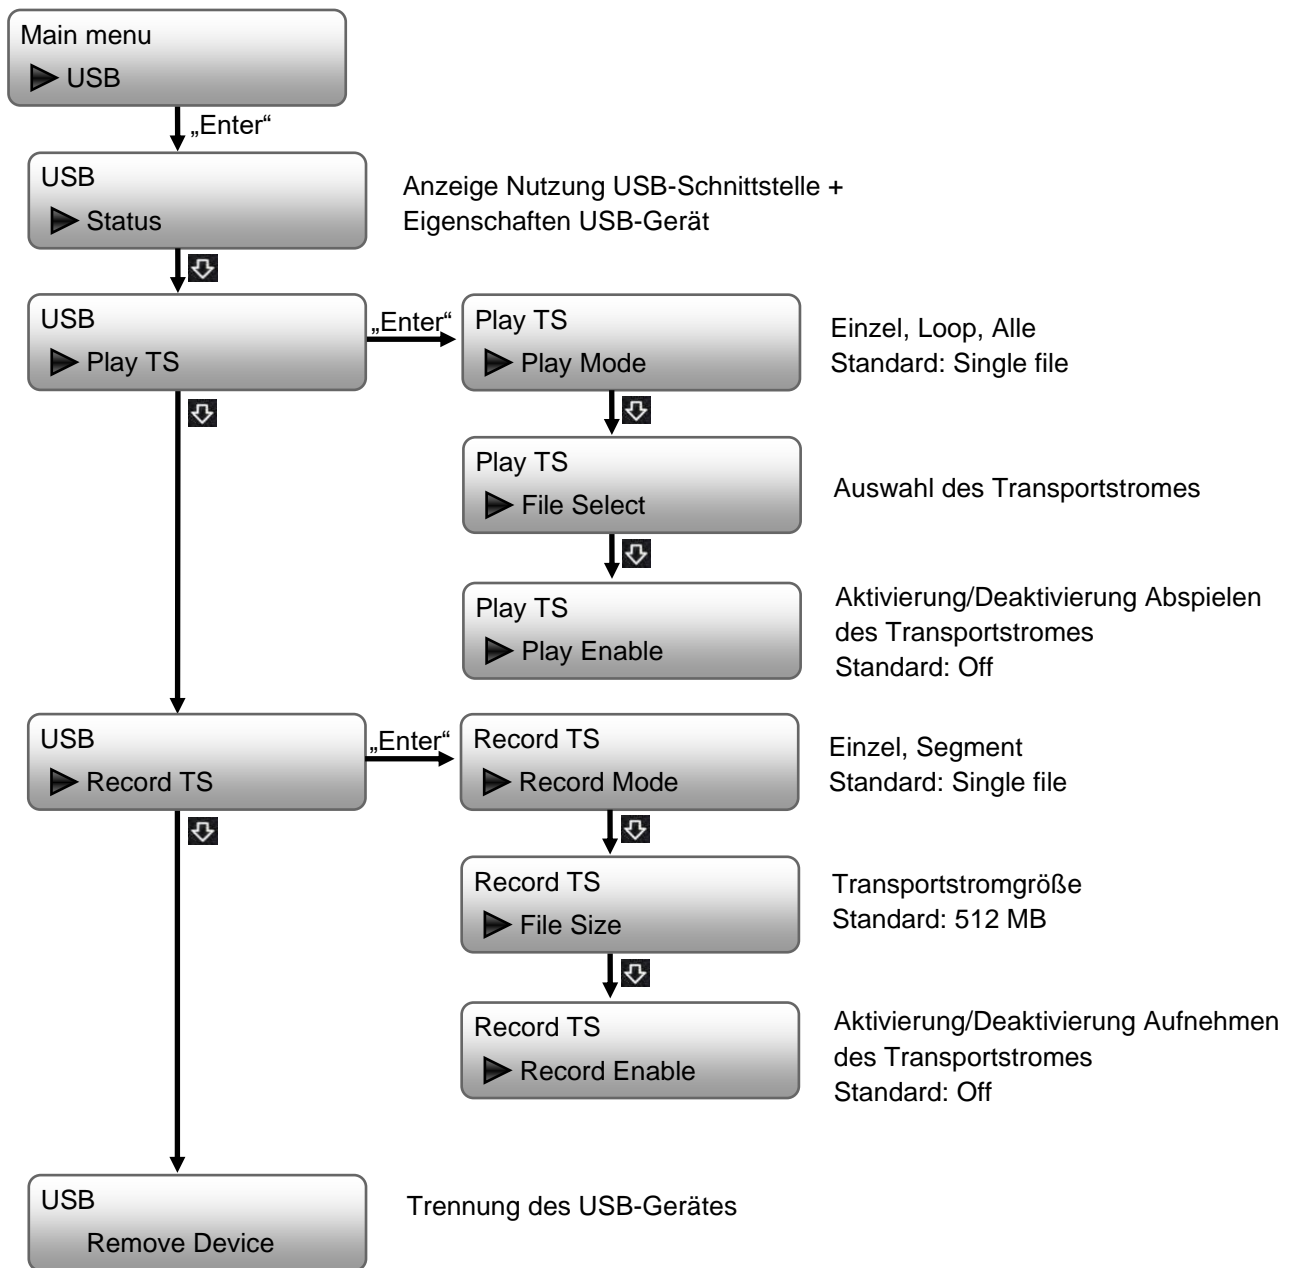 Main menu
USB
„Enter“
USB
Status
Anzeige Nutzung USB-Schnittstelle +
Eigenschaften USB-Gerät
USB
Play TS
„Enter“
Play TS
Play Mode
Einzel, Loop, Alle
Standard: Single file
Play TS
File Select
Auswahl des Transportstromes
Play TS
Play Enable
Aktivierung/Deaktivierung Abspielen
des Transportstromes
Standard: Off
USB
Record TS
„Enter“
Record TS
Record Mode
Einzel, Segment
Standard: Single file
Record TS
File Size
Transportstromgröße
Standard: 512 MB
Record TS
Record Enable
Aktivierung/Deaktivierung Aufnehmen
des Transportstromes
Standard: Off
USB
Remove Device
Trennung des USB-Gerätes